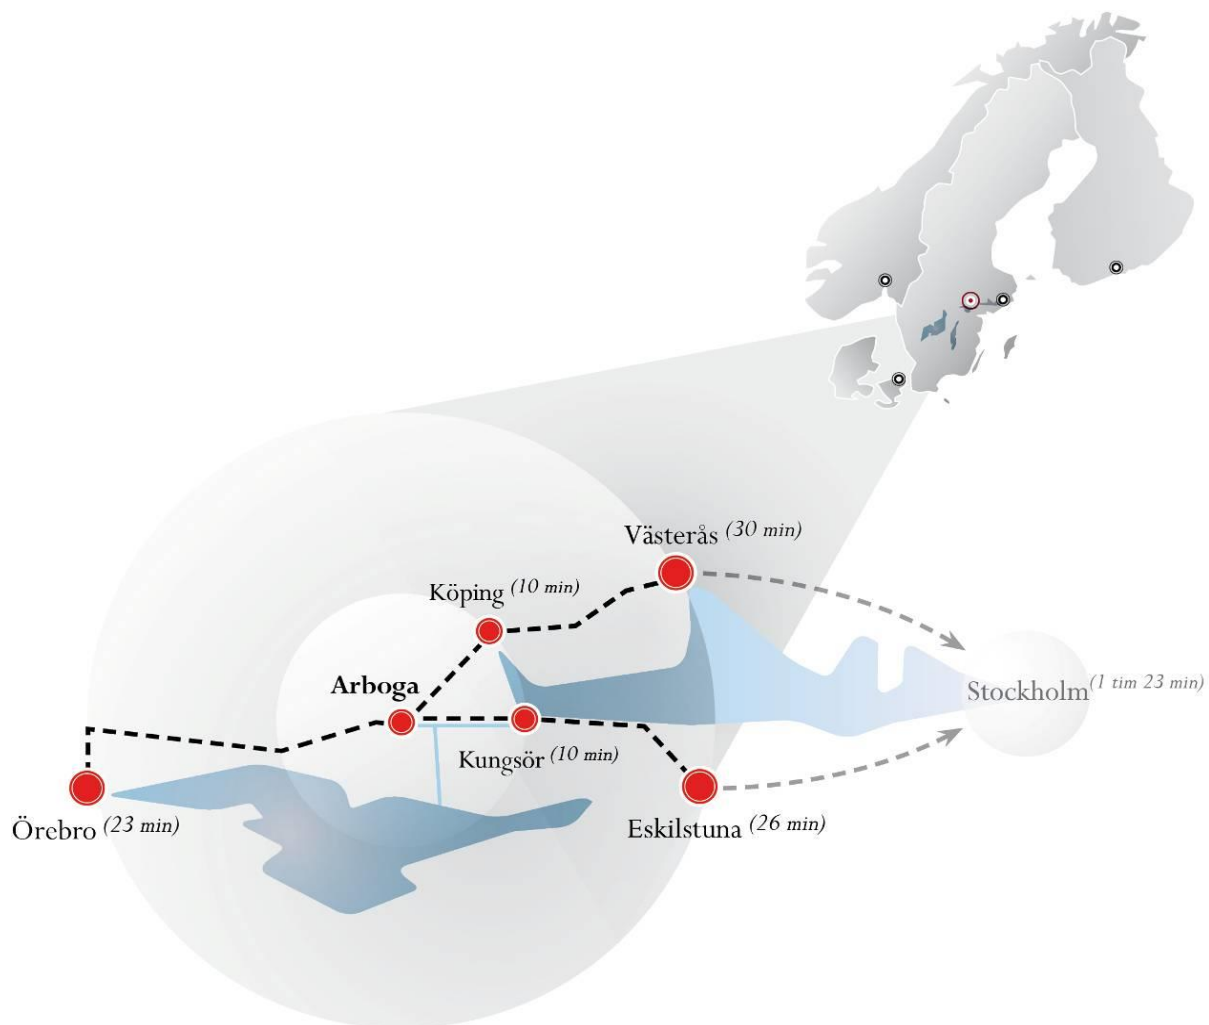 Västerås (30 min)
Köping (10 min)
Arboga
Stockholm (1 tim 23 min)
Kungsör (10 min)
Örebro (23 min)
Eskilstuna (26 min)